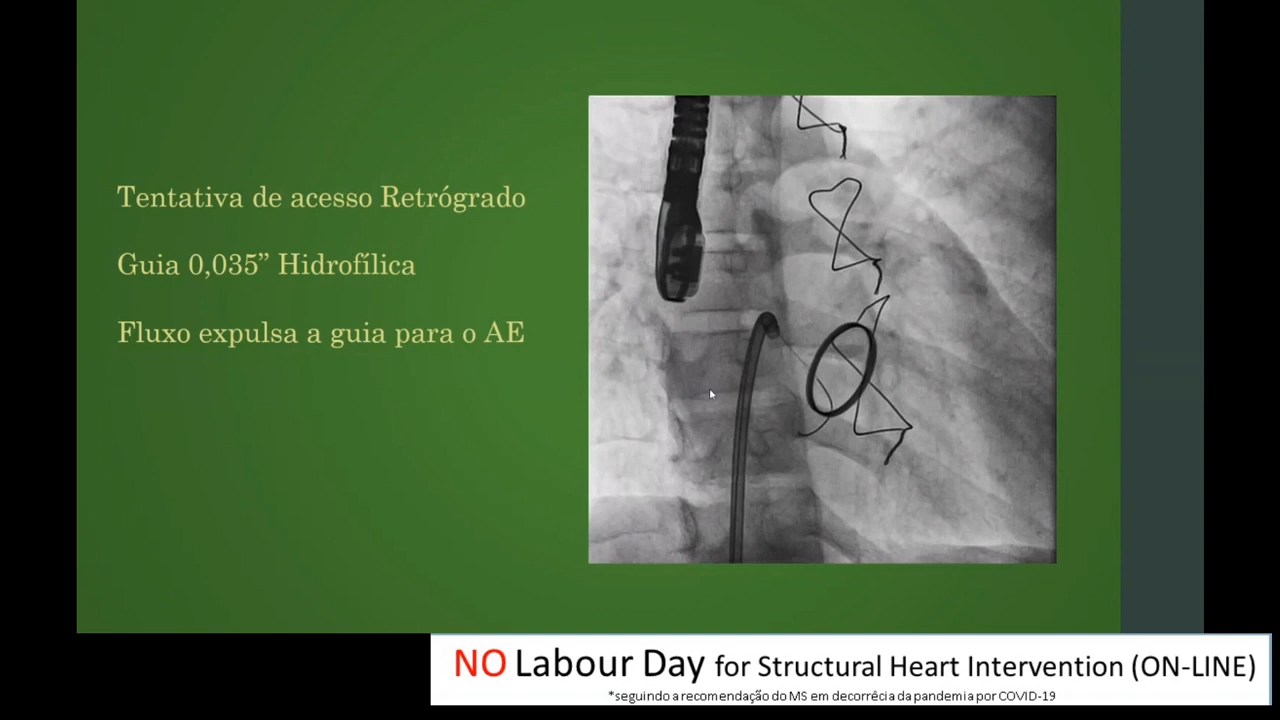 Tentativa de acesso Retrógrado
Guia 0,035” Hidrofílica
Fluxo expulsa a guia para o AE
NO Labour Day for Structural Heart Intervention (ON-LINE)
*seguindo a recomendação do MS em decorrêcia da pandemia por COVID-19